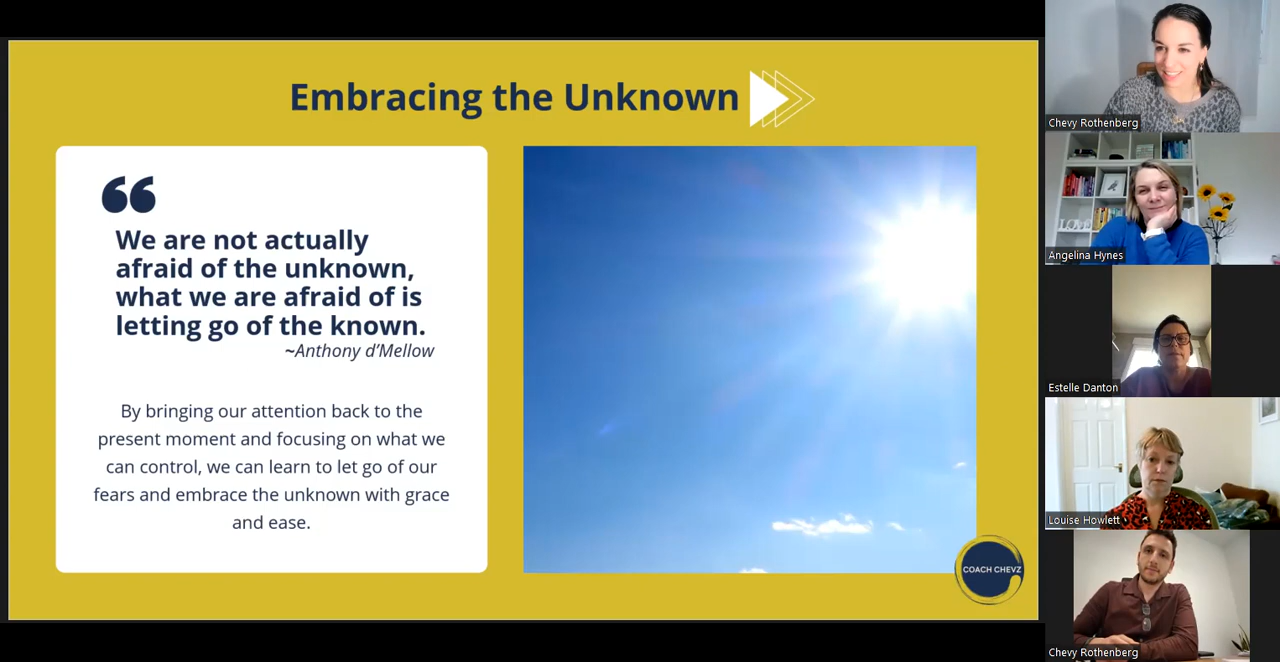 Embracing the Unknown
“
We are not actually
afraid of the unknown,
what we are afraid of is
letting go of the known.
~Anthony d’Mellow
By bringing our attention back to the
present moment and focusing on what we
can control, we can learn to let go of our
fears and embrace the unknown with grace
and ease.
COACH CHEVZ
Chevy Rothenberg
Angelina Hynes
Estelle Danton
Louise Howlett
Chevy Rothenberg